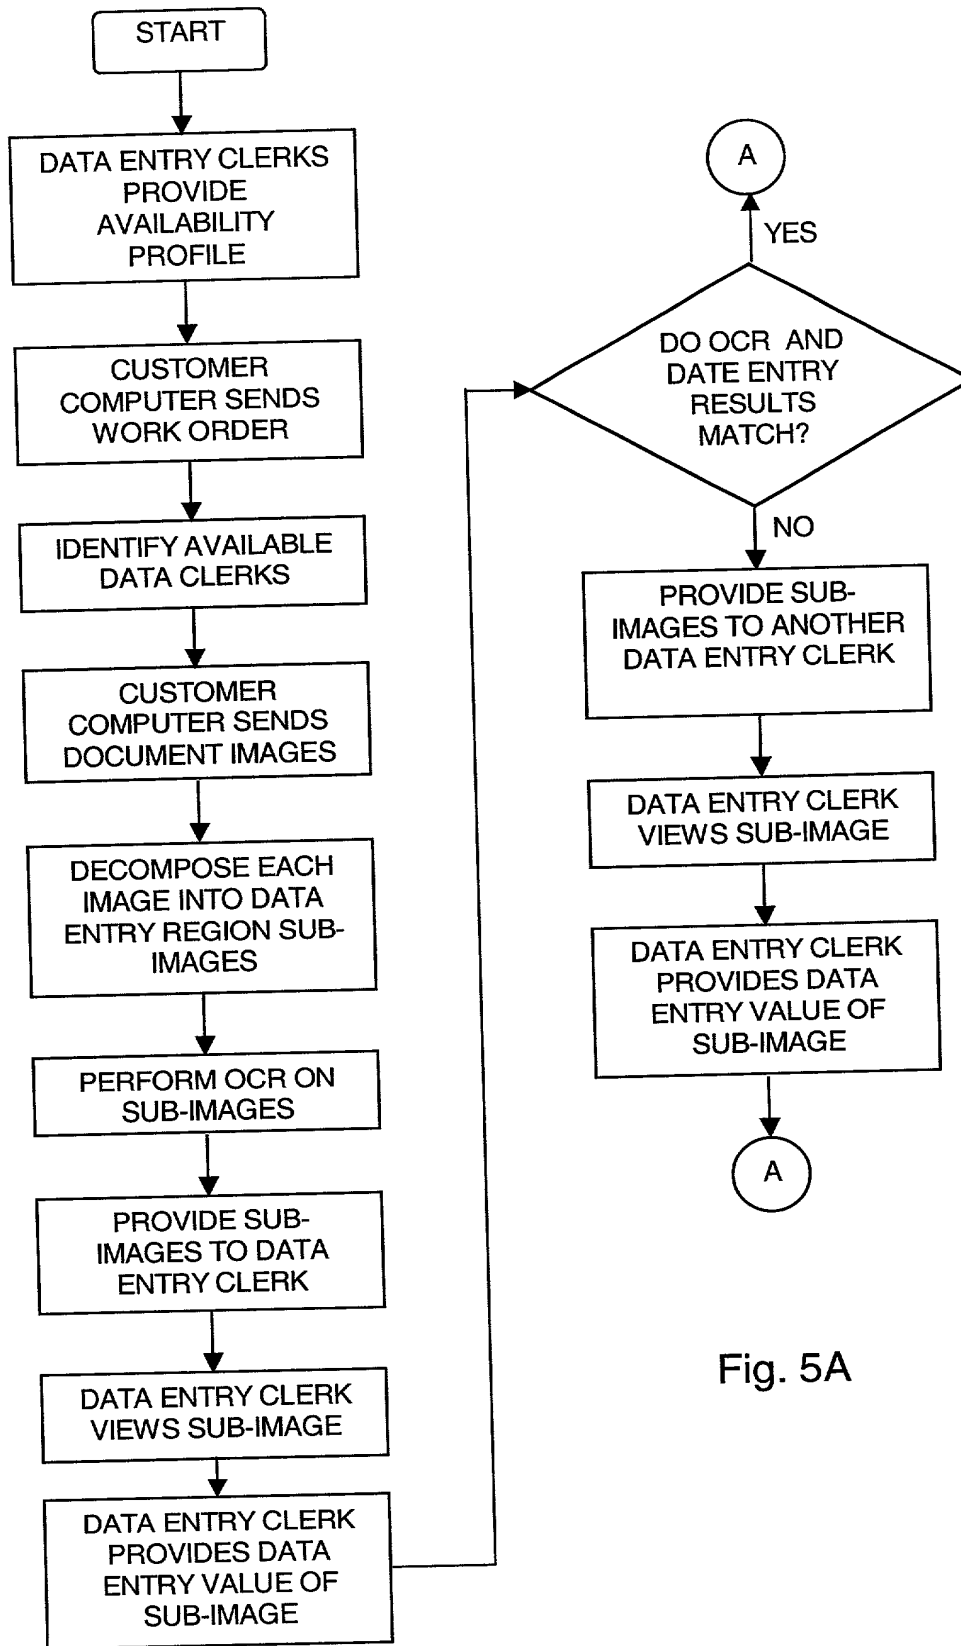 START
DATA ENTRY CLERKS
PROVIDE
AVAILABILITY
PROFILE
CUSTOMER
COMPUTER SENDS
WORK ORDER
IDENTIFY AVAILABLE
DATA CLERKS
CUSTOMER
COMPUTER SENDS
DOCUMENT IMAGES
DECOMPOSE EACH
IMAGE INTO DATA
ENTRY REGION SUB-
IMAGES
PERFORM OCR ON
SUB-IMAGES
PROVIDE SUB-
IMAGES TO DATA
ENTRY CLERK
DATA ENTRY CLERK
VIEWS SUB-IMAGE
DATA ENTRY CLERK
PROVIDES DATA
ENTRY VALUE OF
SUB-IMAGE
A
YES
DO OCR AND
DATE ENTRY
RESULTS
MATCH?
NO
PROVIDE SUB-
IMAGES TO ANOTHER
DATA ENTRY CLERK
DATA ENTRY CLERK
VIEWS SUB-IMAGE
DATA ENTRY CLERK
PROVIDES DATA
ENTRY VALUE OF
SUB-IMAGE
A
Fig. 5A